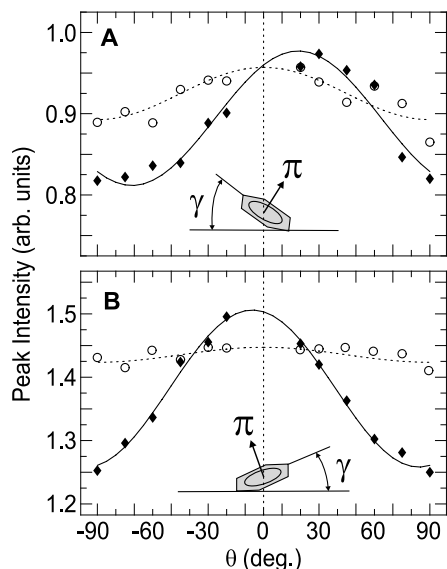 A
1.0
0.9
0.8
γ
π
Peak Intensity (arb. units)
B
1.5
1.4
1.3
1.2
π
γ
-90 -60 -30 0 30 60 90
θ (deg.)